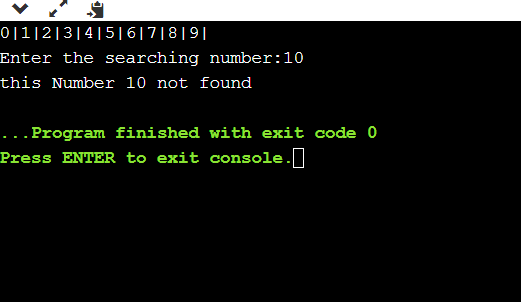 0|1|2|3|4|5|6|7|8|9|
Enter the searching number:10
this Number 10 not found
...Program finished with exit code 0
Press ENTER to exit console.